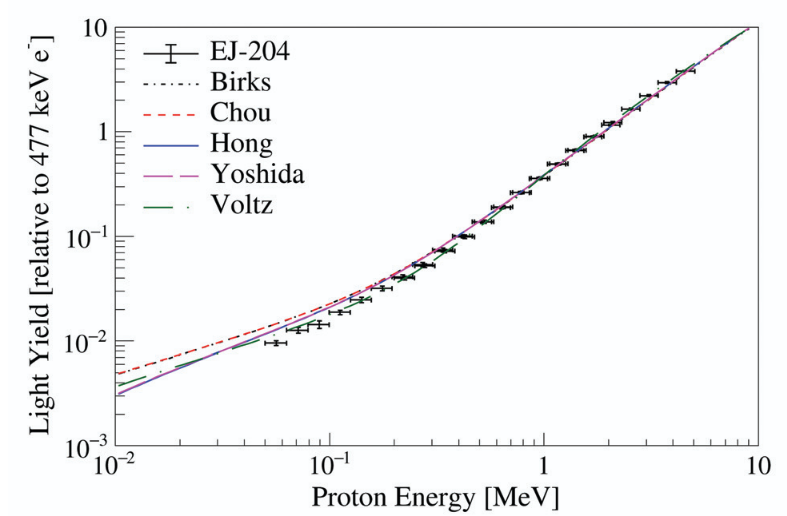 Light Yield [relative to 477 keV e⁻]
10
1
10⁻¹
10⁻²
10⁻³
EJ-204
Birks
Chou
Hong
Yoshida
Voltz
10⁻² 10⁻¹ 1 10
Proton Energy [MeV]